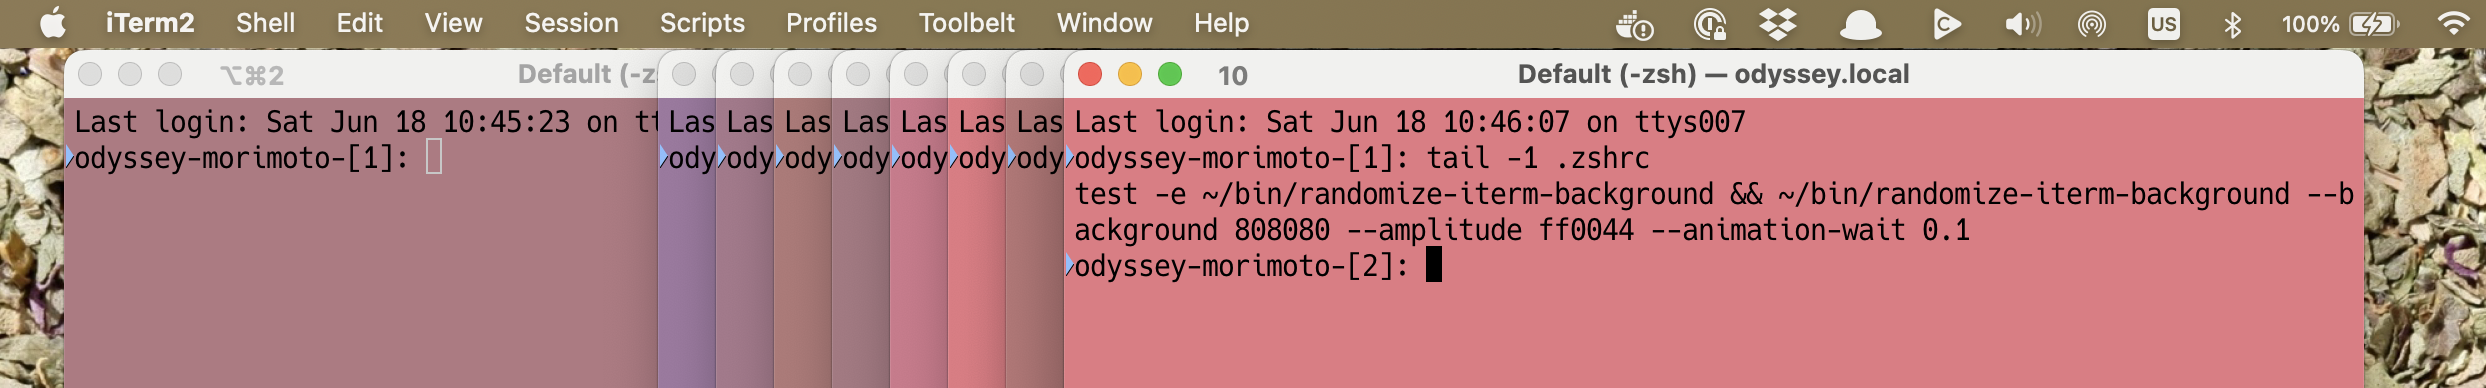 iTerm2 Shell Edit View Session Scripts Profiles Toolbelt Window Help US 100%
⌥⌘2 Default (-z
10 Default (-zsh) — odyssey.local
Last login: Sat Jun 18 10:45:23 on tt
odyssey-morimoto-[1]:
Las Las Las Las Las Las Las
ody ody ody ody ody ody ody
Last login: Sat Jun 18 10:46:07 on ttys007
odyssey-morimoto-[1]: tail -1 .zshrc
test -e ~/bin/randomize-iterm-background && ~/bin/randomize-iterm-background --b
ackground 808080 --amplitude ff0044 --animation-wait 0.1
odyssey-morimoto-[2]: